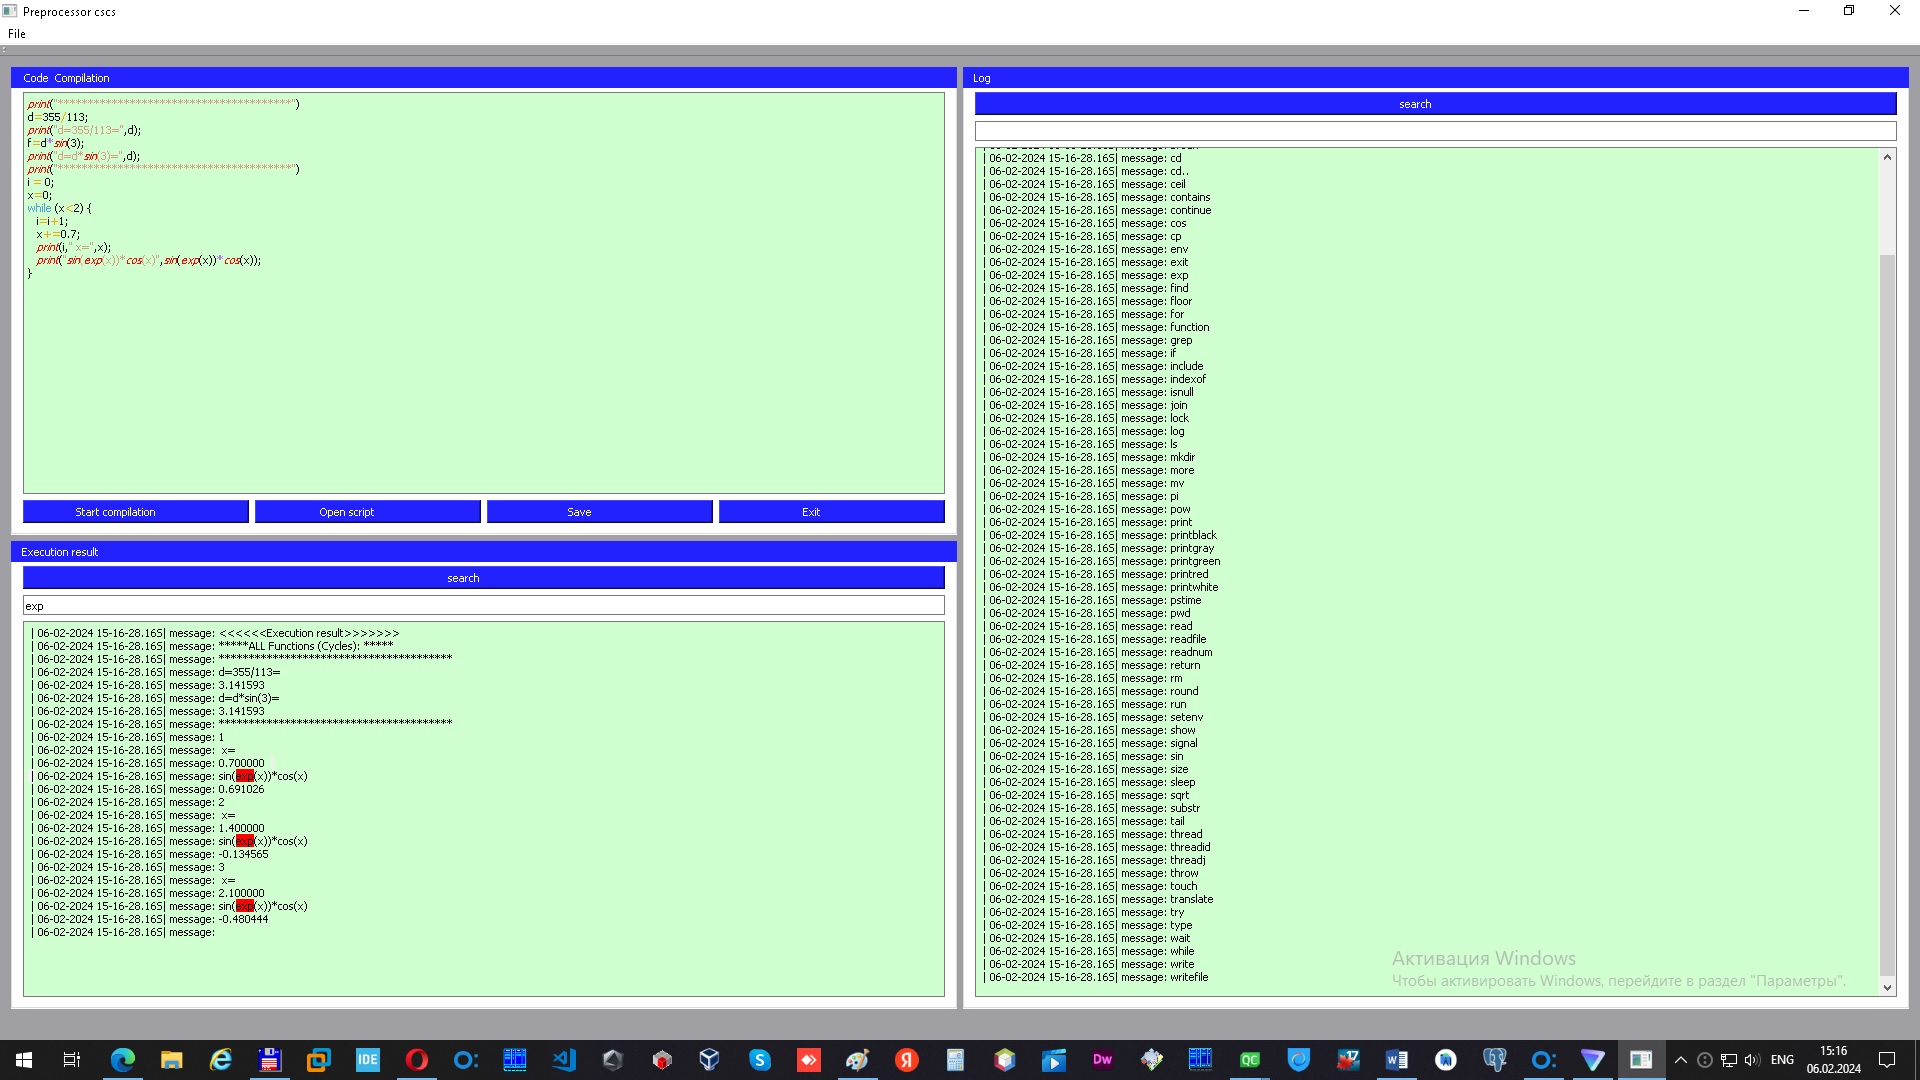 Preprocessor cscs
File
Code Compilation
print("***************************************")
d=355/113;
print("d=355/113=",d);
f=d*sin(3);
print("d=d*sin(3)=",d);
print("***************************************")
i = 0;
x=0;
while (x<2) {
i=i+1;
x+=0.7;
print(i," x=",x);
print("sin(exp(x))*cos(x)",sin(exp(x))*cos(x));
}
Start compilation
Open script
Save
Exit
Execution result
search
exp
| 06-02-2024 15-16-28.165| message: <<<<<<Execution result>>>>>>>
| 06-02-2024 15-16-28.165| message: *****ALL Functions (Cycles): *****
| 06-02-2024 15-16-28.165| message: ***************************************
| 06-02-2024 15-16-28.165| message: d=355/113=
| 06-02-2024 15-16-28.165| message: 3.141593
| 06-02-2024 15-16-28.165| message: d=d*sin(3)=
| 06-02-2024 15-16-28.165| message: 3.141593
| 06-02-2024 15-16-28.165| message: ***************************************
| 06-02-2024 15-16-28.165| message: 1
| 06-02-2024 15-16-28.165| message: x=
| 06-02-2024 15-16-28.165| message: 0.700000
| 06-02-2024 15-16-28.165| message: sin(exp(x))*cos(x)
| 06-02-2024 15-16-28.165| message: 0.691026
| 06-02-2024 15-16-28.165| message: 2
| 06-02-2024 15-16-28.165| message: x=
| 06-02-2024 15-16-28.165| message: 1.400000
| 06-02-2024 15-16-28.165| message: sin(exp(x))*cos(x)
| 06-02-2024 15-16-28.165| message: -0.134565
| 06-02-2024 15-16-28.165| message: 3
| 06-02-2024 15-16-28.165| message: x=
| 06-02-2024 15-16-28.165| message: 2.100000
| 06-02-2024 15-16-28.165| message: sin(exp(x))*cos(x)
| 06-02-2024 15-16-28.165| message: -0.480444
| 06-02-2024 15-16-28.165| message:
Log
search
| 06-02-2024 15-16-28.165| message: cd
| 06-02-2024 15-16-28.165| message: cd..
| 06-02-2024 15-16-28.165| message: ceil
| 06-02-2024 15-16-28.165| message: contains
| 06-02-2024 15-16-28.165| message: continue
| 06-02-2024 15-16-28.165| message: cos
| 06-02-2024 15-16-28.165| message: cp
| 06-02-2024 15-16-28.165| message: env
| 06-02-2024 15-16-28.165| message: exit
| 06-02-2024 15-16-28.165| message: exp
| 06-02-2024 15-16-28.165| message: find
| 06-02-2024 15-16-28.165| message: floor
| 06-02-2024 15-16-28.165| message: for
| 06-02-2024 15-16-28.165| message: function
| 06-02-2024 15-16-28.165| message: grep
| 06-02-2024 15-16-28.165| message: if
| 06-02-2024 15-16-28.165| message: include
| 06-02-2024 15-16-28.165| message: indexof
| 06-02-2024 15-16-28.165| message: isnull
| 06-02-2024 15-16-28.165| message: join
| 06-02-2024 15-16-28.165| message: lock
| 06-02-2024 15-16-28.165| message: log
| 06-02-2024 15-16-28.165| message: ls
| 06-02-2024 15-16-28.165| message: mkdir
| 06-02-2024 15-16-28.165| message: more
| 06-02-2024 15-16-28.165| message: mv
| 06-02-2024 15-16-28.165| message: pi
| 06-02-2024 15-16-28.165| message: pow
| 06-02-2024 15-16-28.165| message: print
| 06-02-2024 15-16-28.165| message: printblack
| 06-02-2024 15-16-28.165| message: printgray
| 06-02-2024 15-16-28.165| message: printgreen
| 06-02-2024 15-16-28.165| message: printred
| 06-02-2024 15-16-28.165| message: printwhite
| 06-02-2024 15-16-28.165| message: pstime
| 06-02-2024 15-16-28.165| message: pwd
| 06-02-2024 15-16-28.165| message: read
| 06-02-2024 15-16-28.165| message: readfile
| 06-02-2024 15-16-28.165| message: readnum
| 06-02-2024 15-16-28.165| message: return
| 06-02-2024 15-16-28.165| message: rm
| 06-02-2024 15-16-28.165| message: round
| 06-02-2024 15-16-28.165| message: run
| 06-02-2024 15-16-28.165| message: setenv
| 06-02-2024 15-16-28.165| message: show
| 06-02-2024 15-16-28.165| message: signal
| 06-02-2024 15-16-28.165| message: sin
| 06-02-2024 15-16-28.165| message: size
| 06-02-2024 15-16-28.165| message: sleep
| 06-02-2024 15-16-28.165| message: sqrt
| 06-02-2024 15-16-28.165| message: substr
| 06-02-2024 15-16-28.165| message: tail
| 06-02-2024 15-16-28.165| message: thread
| 06-02-2024 15-16-28.165| message: threadid
| 06-02-2024 15-16-28.165| message: threadj
| 06-02-2024 15-16-28.165| message: throw
| 06-02-2024 15-16-28.165| message: touch
| 06-02-2024 15-16-28.165| message: translate
| 06-02-2024 15-16-28.165| message: try
| 06-02-2024 15-16-28.165| message: type
| 06-02-2024 15-16-28.165| message: wait
| 06-02-2024 15-16-28.165| message: while
| 06-02-2024 15-16-28.165| message: write
| 06-02-2024 15-16-28.165| message: writefile
Активация Windows
Чтобы активировать Windows, перейдите в раздел "Параметры".
IDE
Я
Dw
QC
17
ENG
15:16
06.02.2024